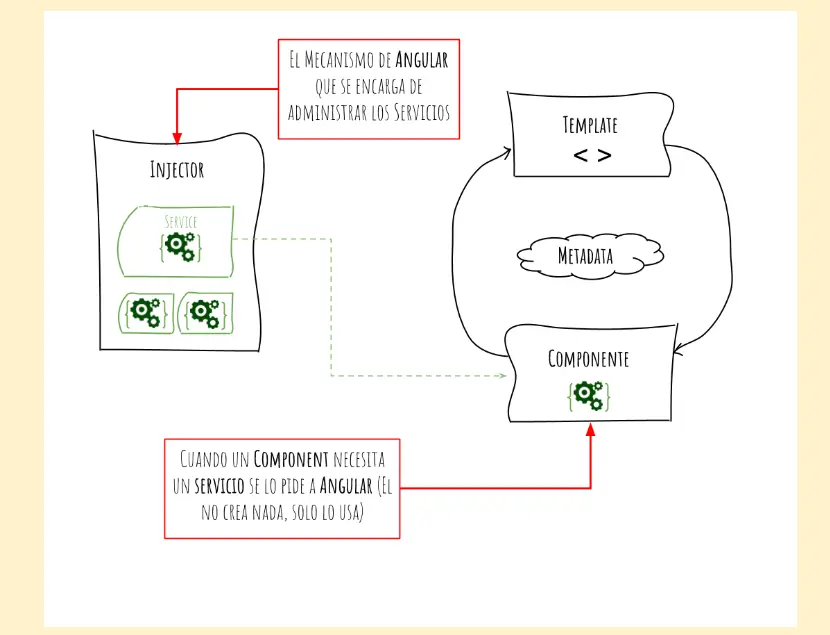 El Mecanismo de Angular
que se encarga de
administrar los Servicios
Template
< >
Injector
Service
{ }
Metadata
{ }
{ }
Componente
{ }
Cuando un Component necesita
un servicio se lo pide a Angular (El
no crea nada, solo lo usa)